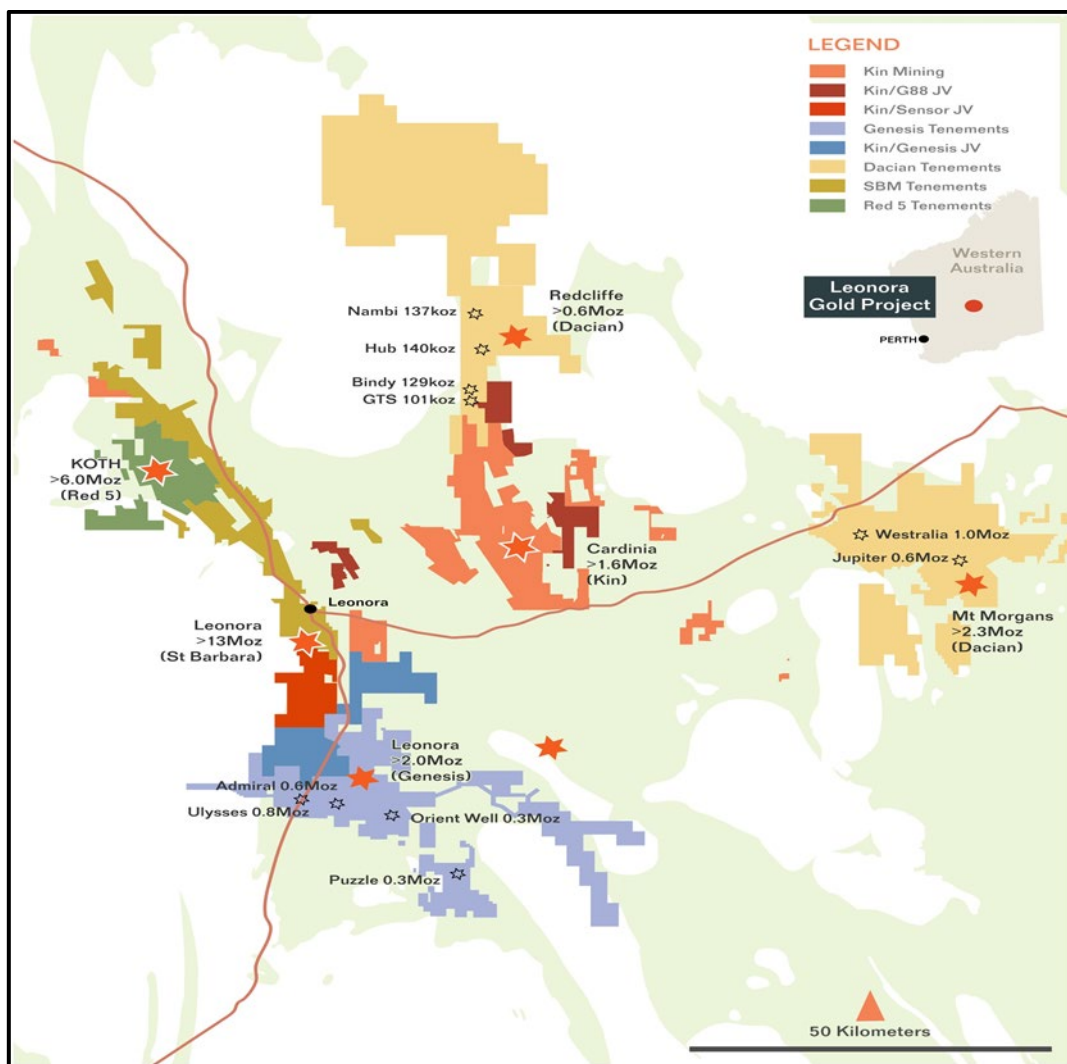 LEGEND
Kin Mining
Kin/G88 JV
Kin/Sensor JV
Genesis Tenements
Kin/Genesis JV
Dacian Tenements
SBM Tenements
Red 5 Tenements
Western
Australia
Leonora
Gold Project
PERTH
Redcliffe
>0.6Moz
(Dacian)
Nambi 137koz
Hub 140koz
Bindy 129koz
GTS 101koz
KOTH
>6.0Moz
(Red 5)
Cardinia
>1.6Moz
(Kin)
Westralia 1.0Moz
Jupiter 0.6Moz
Mt Morgans
>2.3Moz
(Dacian)
Leonora
Leonora
>13Moz
(St Barbara)
Leonora
>2.0Moz
(Genesis)
Admiral 0.6Moz
Ulysses 0.8Moz
Orient Well 0.3Moz
Puzzle 0.3Moz
50 Kilometers